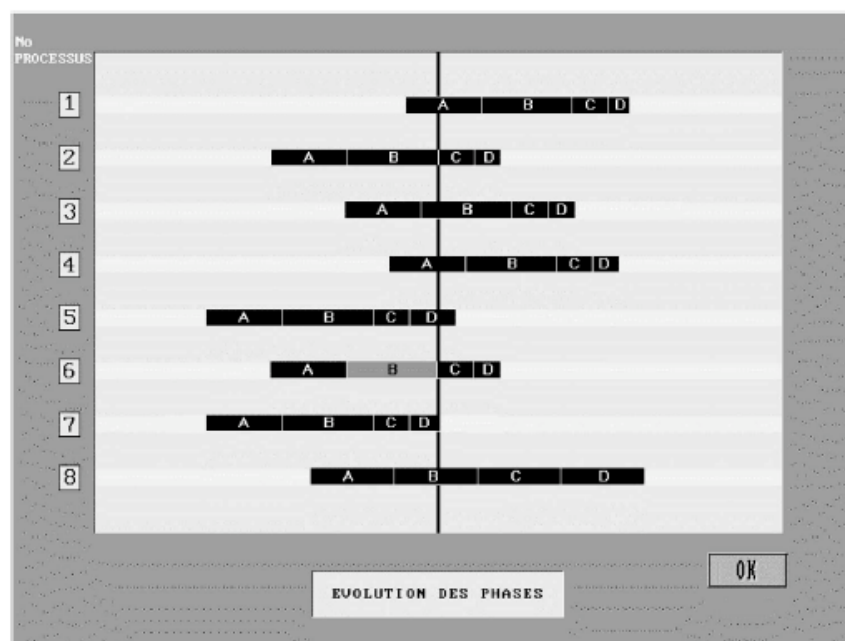 No
PROCESSUS
1 A B C D
2 A B C D
3 A B C D
4 A B C D
5 A B C D
6 A B C D
7 A B C D
8 A B C D
OK
EVOLUTION DES PHASES